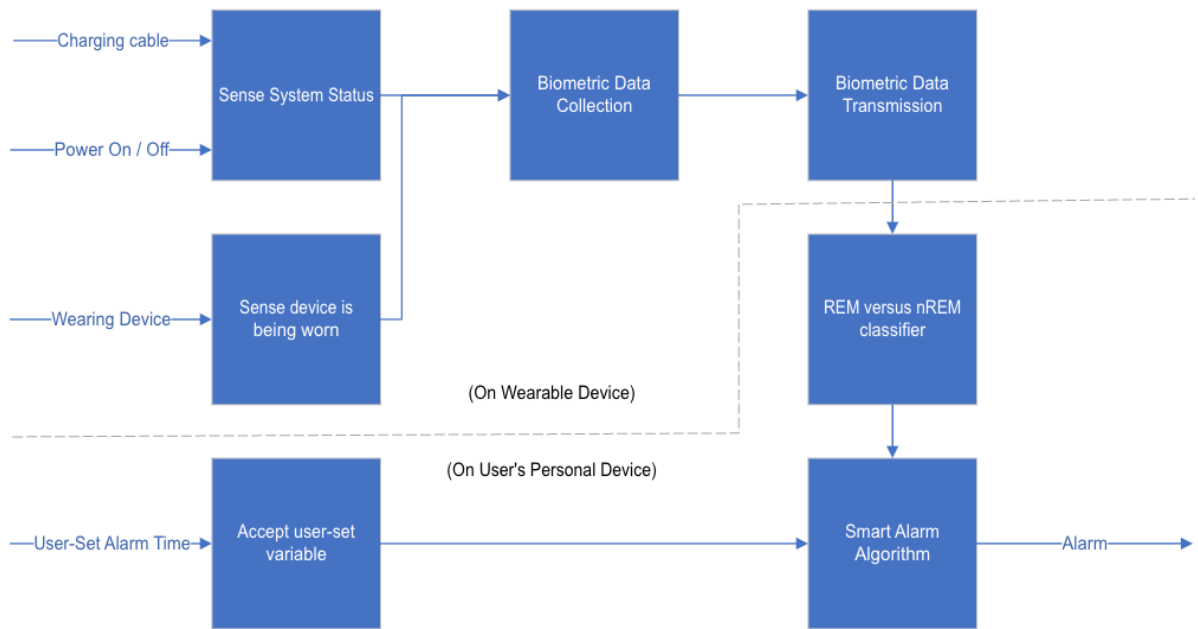 Charging cable
Sense System Status
Power On / Off
Biometric Data
Collection
Biometric Data
Transmission
Wearing Device
Sense device is
being worn
REM versus nREM
classifier
(On Wearable Device)
(On User's Personal Device)
User-Set Alarm Time
Accept user-set
variable
Smart Alarm
Algorithm
Alarm